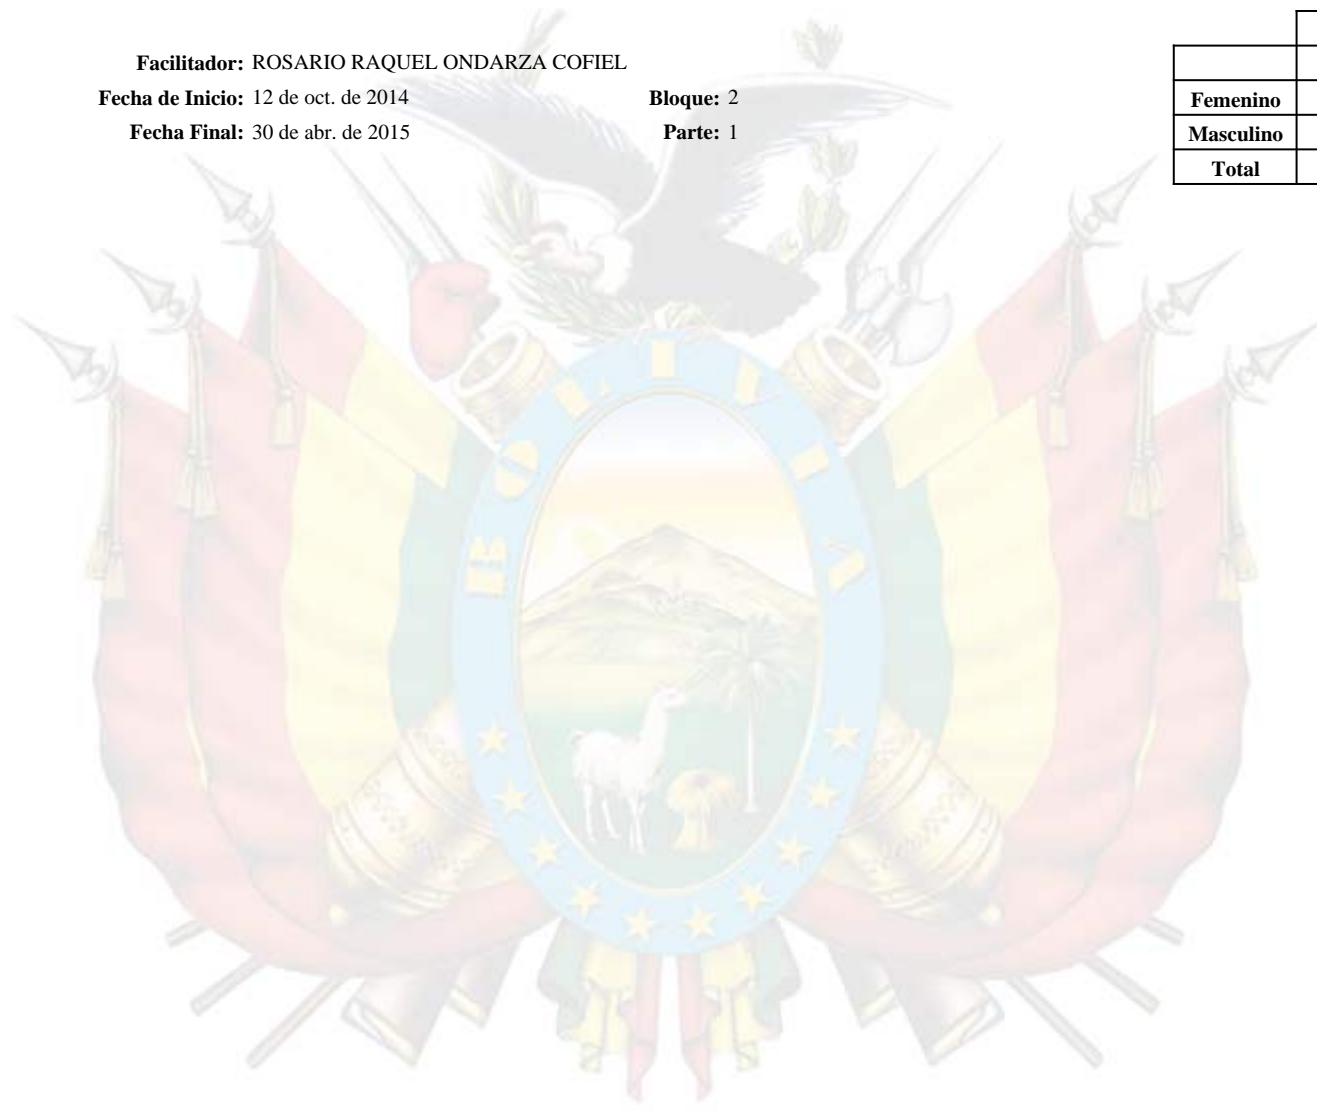 Facilitador: ROSARIO RAQUEL ONDARZA COFIEL
Fecha de Inicio: 12 de oct. de 2014 Bloque: 2
Fecha Final: 30 de abr. de 2015 Parte: 1
Femenino
Masculino
Total
BOLIVIA